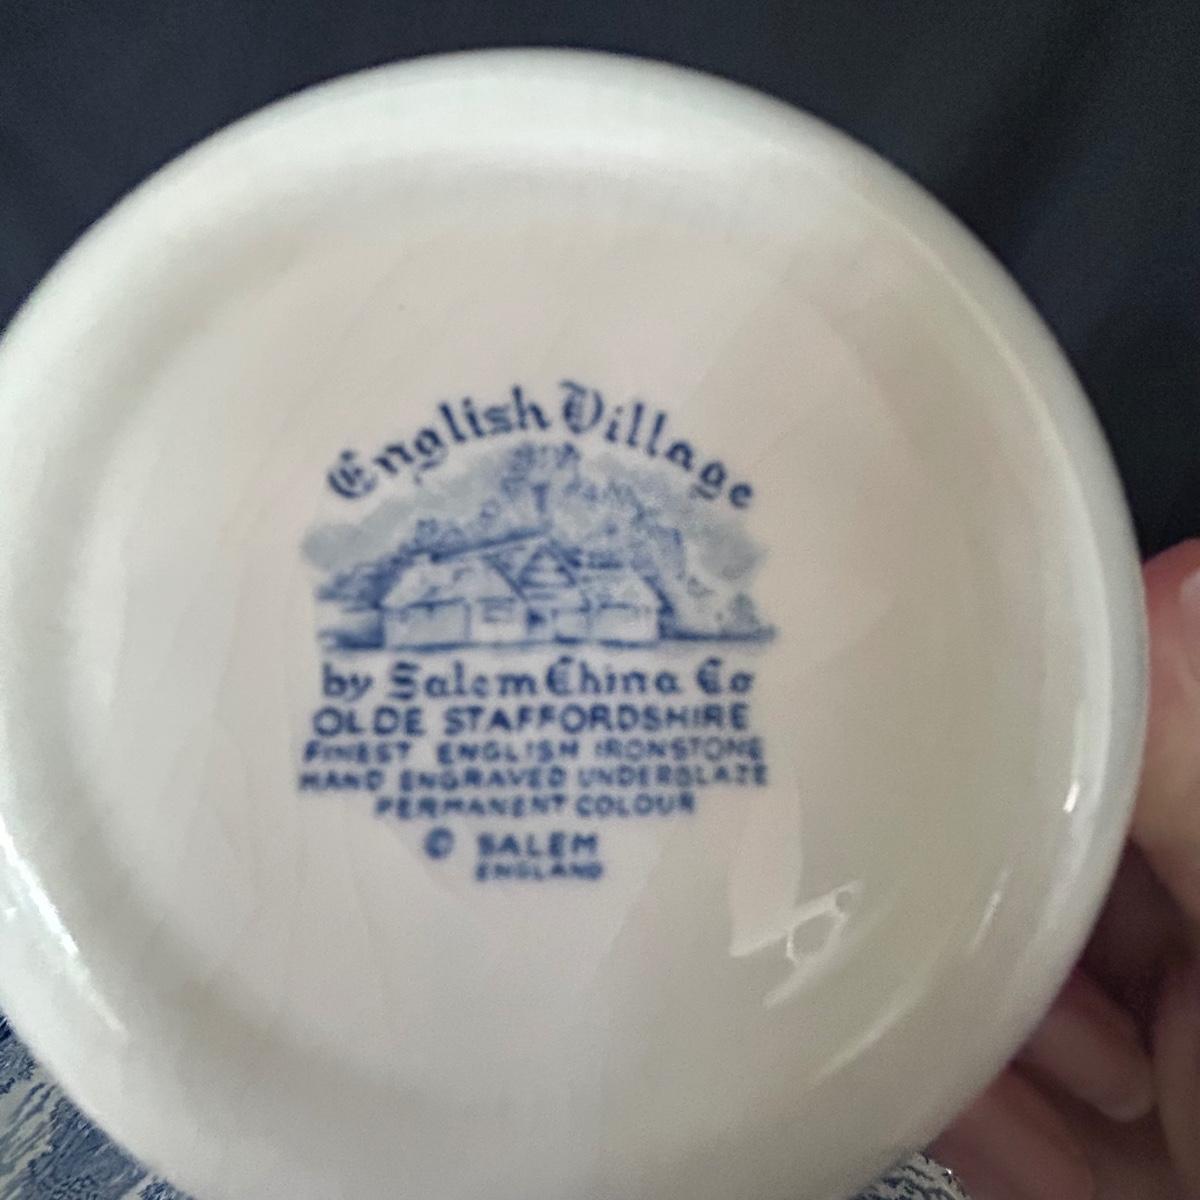 English Village
by Salem China Co
OLDE STAFFORDSHIRE
FINEST ENGLISH IRONSTONE
HAND ENGRAVED UNDERGLAZE
PERMANENT COLOUR
© SALEM
ENGLAND